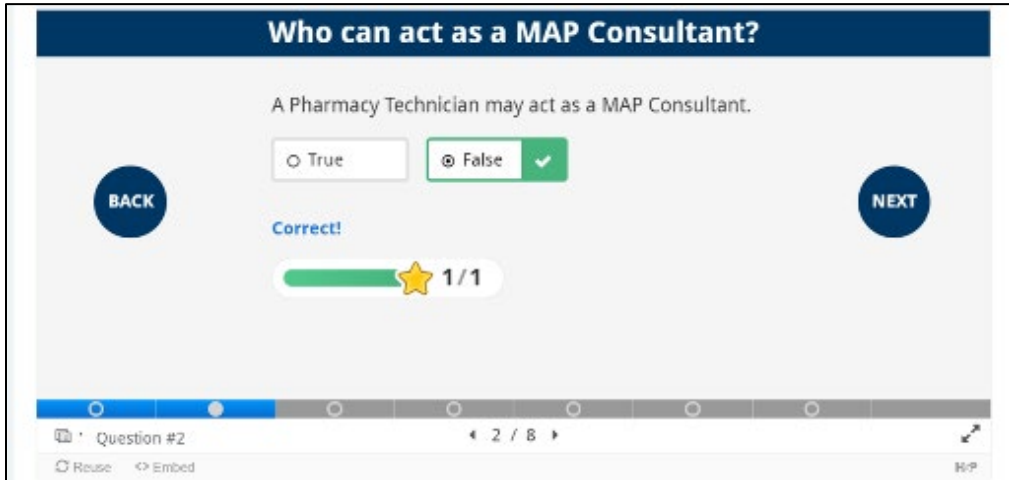 Who can act as a MAP Consultant?
A Pharmacy Technician may act as a MAP Consultant.
True
False
BACK
NEXT
Correct!
1/1
Question #2
2 / 8
Reuse
<> Embed
H5P